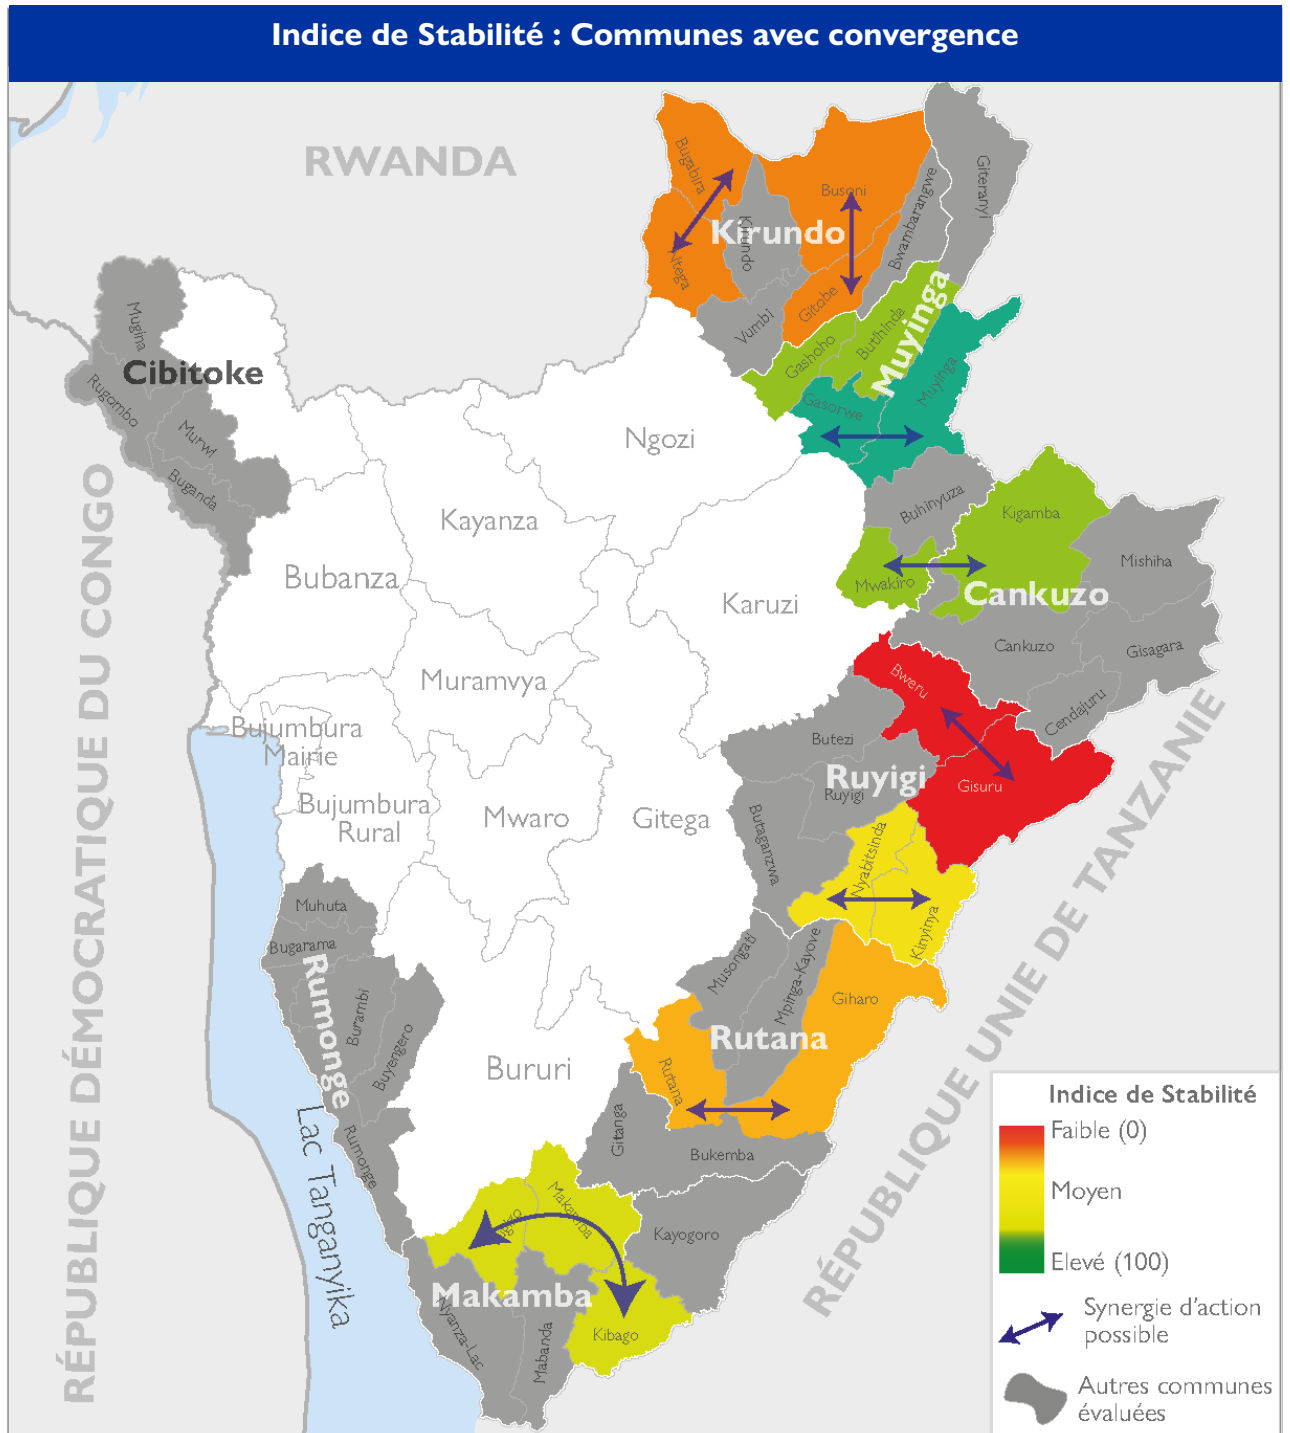 Indice de Stabilité : Communes avec convergence
RWANDA
Bugabira
Busoni
Giteranyi
Bwambarangwe
Kirundo
Kirundo
Ntega
Gitobe
Vumbi
Muyinga
Buthinda
Gashoho
Muyinga
Gasorwe
Mugina
Cibitoke
Rugombo
Murwi
Buganda
Ngozi
Kayanza
Bubanza
Karuzi
Buhinyuza
Kigamba
Mishiha
Mwakiro
Cankuzo
Cankuzo
Gisagara
Cendajuru
Muramvya
Bweru
Bujumbura
Mairie
Butezi
Ruyigi
Ruyigi
Gisuru
Bujumbura
Rural
Mwaro
Gitega
Butaganzwa
Nyabitsinda
Kinyinya
Muhuta
Bugarama
Rumonge
Burambi
Buyengero
Rumonge
Musongati
Mpinga-Kayove
Giharo
Rutana
Rutana
Bururi
Gitanga
Bukemba
Makamba
Kayogoro
Makamba
Kibago
Nyanza-Lac
Mabanda
Lac Tanganyika
RÉPUBLIQUE DÉMOCRATIQUE DU CONGO
RÉPUBLIQUE UNIE DE TANZANIE
Indice de Stabilité
Faible (0)
Moyen
Elevé (100)
Synergie d'action
possible
Autres communes
évaluées